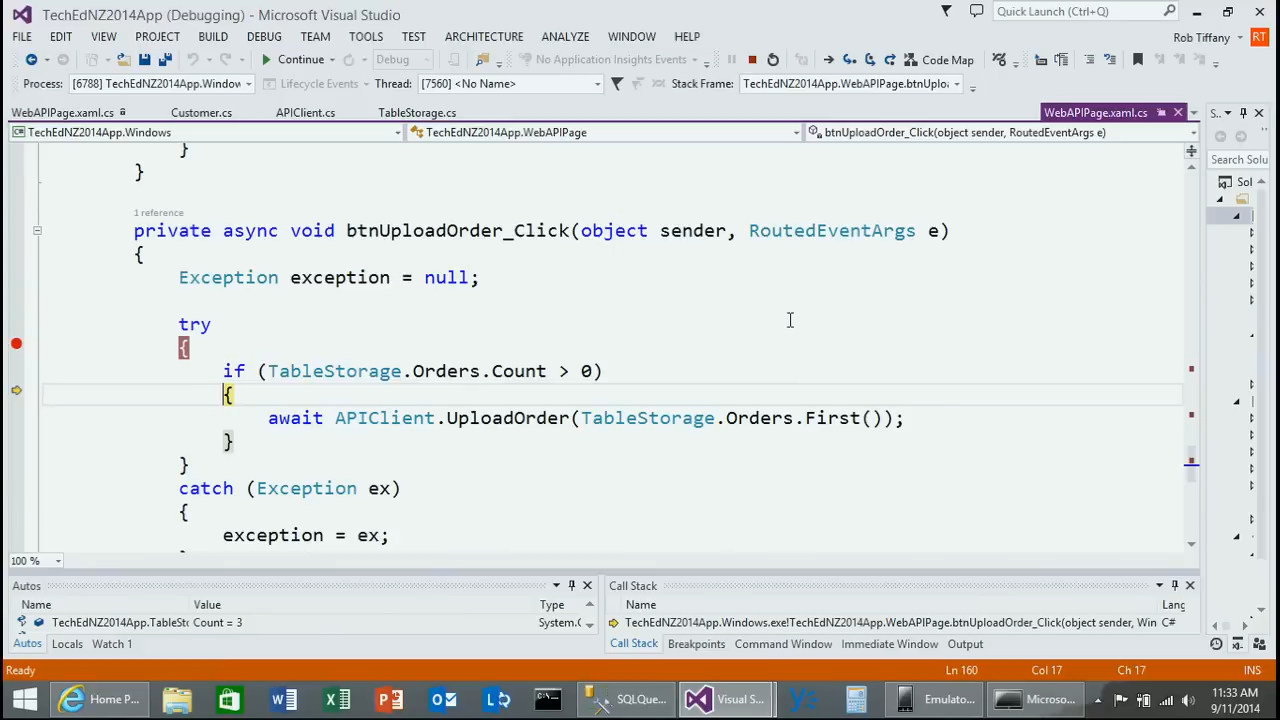 TechEdNZ2014App (Debugging) - Microsoft Visual Studio
Quick Launch (Ctrl+Q)
FILE EDIT VIEW PROJECT BUILD DEBUG TEAM TOOLS TEST ARCHITECTURE ANALYZE WINDOW HELP
Rob Tiffany RT
Continue Debug No Application Insights Events Code Map
Process: [6788] TechEdNZ2014App.Window Lifecycle Events Thread: [7560] <No Name> Stack Frame: TechEdNZ2014App.WebAPIPage.btnUploa
WebAPIPage.xaml.cs Customer.cs APIClient.cs TableStorage.cs WebAPIPage.xaml.cs S..
TechEdNZ2014App.Windows TechEdNZ2014App.WebAPIPage btnUploadOrder_Click(object sender, RoutedEventArgs e)
Search Solu
Sol
}
}
1 reference
private async void btnUploadOrder_Click(object sender, RoutedEventArgs e)
{
Exception exception = null;
try
{
if (TableStorage.Orders.Count > 0)
{
await APIClient.UploadOrder(TableStorage.Orders.First());
}
}
catch (Exception ex)
{
exception = ex;
100 %
Autos
Name Value Type
TechEdNZ2014App.TableSto Count = 3 System.C
Autos Locals Watch 1
Call Stack
Name Lang
TechEdNZ2014App.Windows.exe!TechEdNZ2014App.WebAPIPage.btnUploadOrder_Click(object sender, Win C#
Call Stack Breakpoints Command Window Immediate Window Output
Ready Ln 160 Col 17 Ch 17 INS
Home P... SQLQue... Visual S... Emulato... Microso...
11:33 AM
9/11/2014